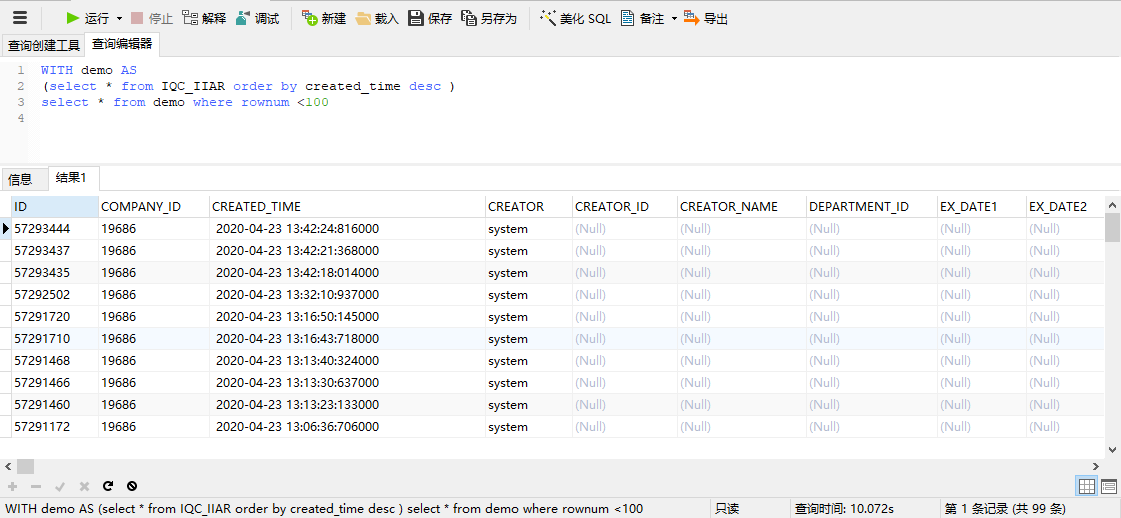 运行 停止 解释 调试 新建 载入 保存 另存为 美化 SQL 备注 导出
查询创建工具 查询编辑器
1 WITH demo AS
2 (select * from IQC_IIAR order by created_time desc )
3 select * from demo where rownum <100
4
信息 结果1
ID COMPANY_ID CREATED_TIME CREATOR CREATOR_ID CREATOR_NAME DEPARTMENT_ID EX_DATE1 EX_DATE2
57293444 19686 2020-04-23 13:42:24:816000 system (Null) (Null) (Null) (Null) (Null)
57293437 19686 2020-04-23 13:42:21:368000 system (Null) (Null) (Null) (Null) (Null)
57293435 19686 2020-04-23 13:42:18:014000 system (Null) (Null) (Null) (Null) (Null)
57292502 19686 2020-04-23 13:32:10:937000 system (Null) (Null) (Null) (Null) (Null)
57291720 19686 2020-04-23 13:16:50:145000 system (Null) (Null) (Null) (Null) (Null)
57291710 19686 2020-04-23 13:16:43:718000 system (Null) (Null) (Null) (Null) (Null)
57291468 19686 2020-04-23 13:13:40:324000 system (Null) (Null) (Null) (Null) (Null)
57291466 19686 2020-04-23 13:13:30:637000 system (Null) (Null) (Null) (Null) (Null)
57291460 19686 2020-04-23 13:13:23:133000 system (Null) (Null) (Null) (Null) (Null)
57291172 19686 2020-04-23 13:06:36:706000 system (Null) (Null) (Null) (Null) (Null)
WITH demo AS (select * from IQC_IIAR order by created_time desc ) select * from demo where rownum <100 只读 查询时间: 10.072s 第 1 条记录 (共 99 条)